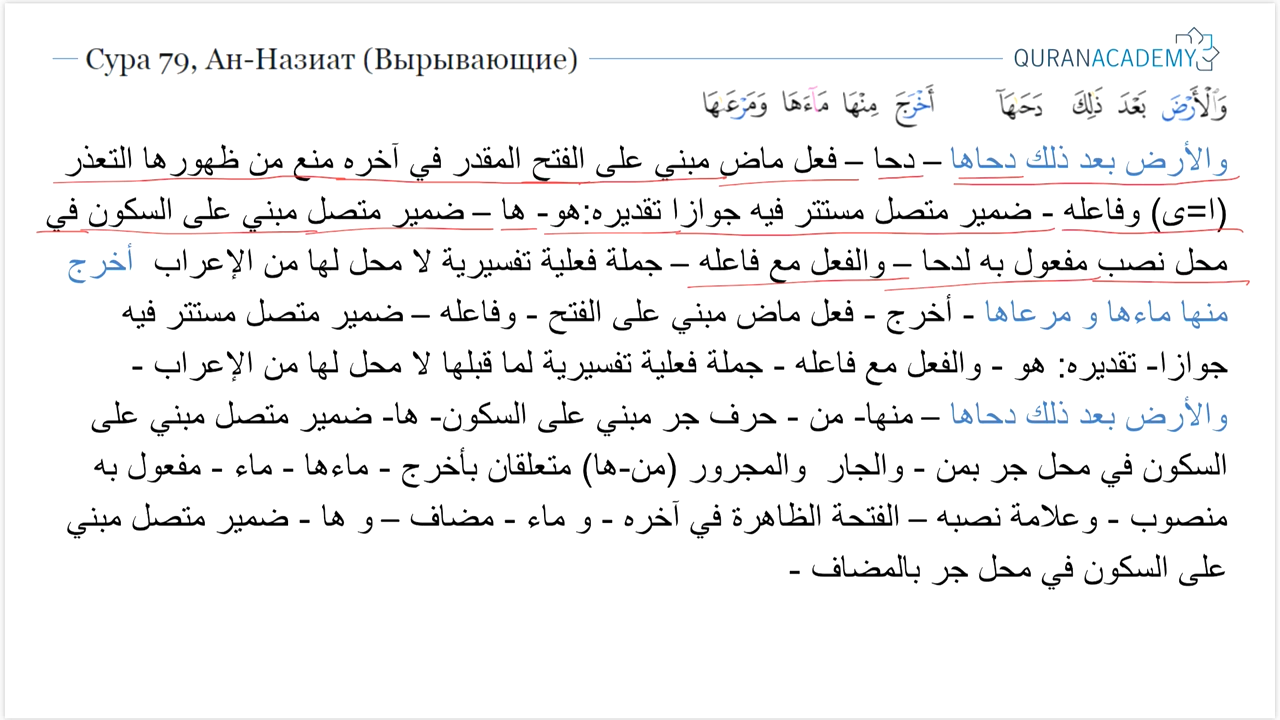 Сура 79, Ан-Назиат (Вырывающие)
QURANACADEMY
وَٱلْأَرْضَ بَعْدَ ذَٰلِكَ دَحَىٰهَآ أَخْرَجَ مِنْهَا مَآءَهَا وَمَرْعَىٰهَا
والأرض بعد ذلك دحاها – دحا – فعل ماض مبني على الفتح المقدر في آخره منع من ظهورها التعذر
(ا=ى) وفاعله - ضمير متصل مستتر فيه جوازا تقديره:هو- ها – ضمير متصل مبني على السكون في
محل نصب مفعول به لدحا – والفعل مع فاعله – جملة فعلية تفسيرية لا محل لها من الإعراب أخرج
منها ماءها و مرعاها - أخرج - فعل ماض مبني على الفتح - وفاعله – ضمير متصل مستتر فيه
جوازا- تقديره: هو - والفعل مع فاعله - جملة فعلية تفسيرية لما قبلها لا محل لها من الإعراب -
والأرض بعد ذلك دحاها – منها- من - حرف جر مبني على السكون- ها- ضمير متصل مبني على
السكون في محل جر بمن - والجار والمجرور (من-ها) متعلقان بأخرج - ماءها - ماء - مفعول به
منصوب - وعلامة نصبه – الفتحة الظاهرة في آخره - و ماء - مضاف – و ها - ضمير متصل مبني
على السكون في محل جر بالمضاف -